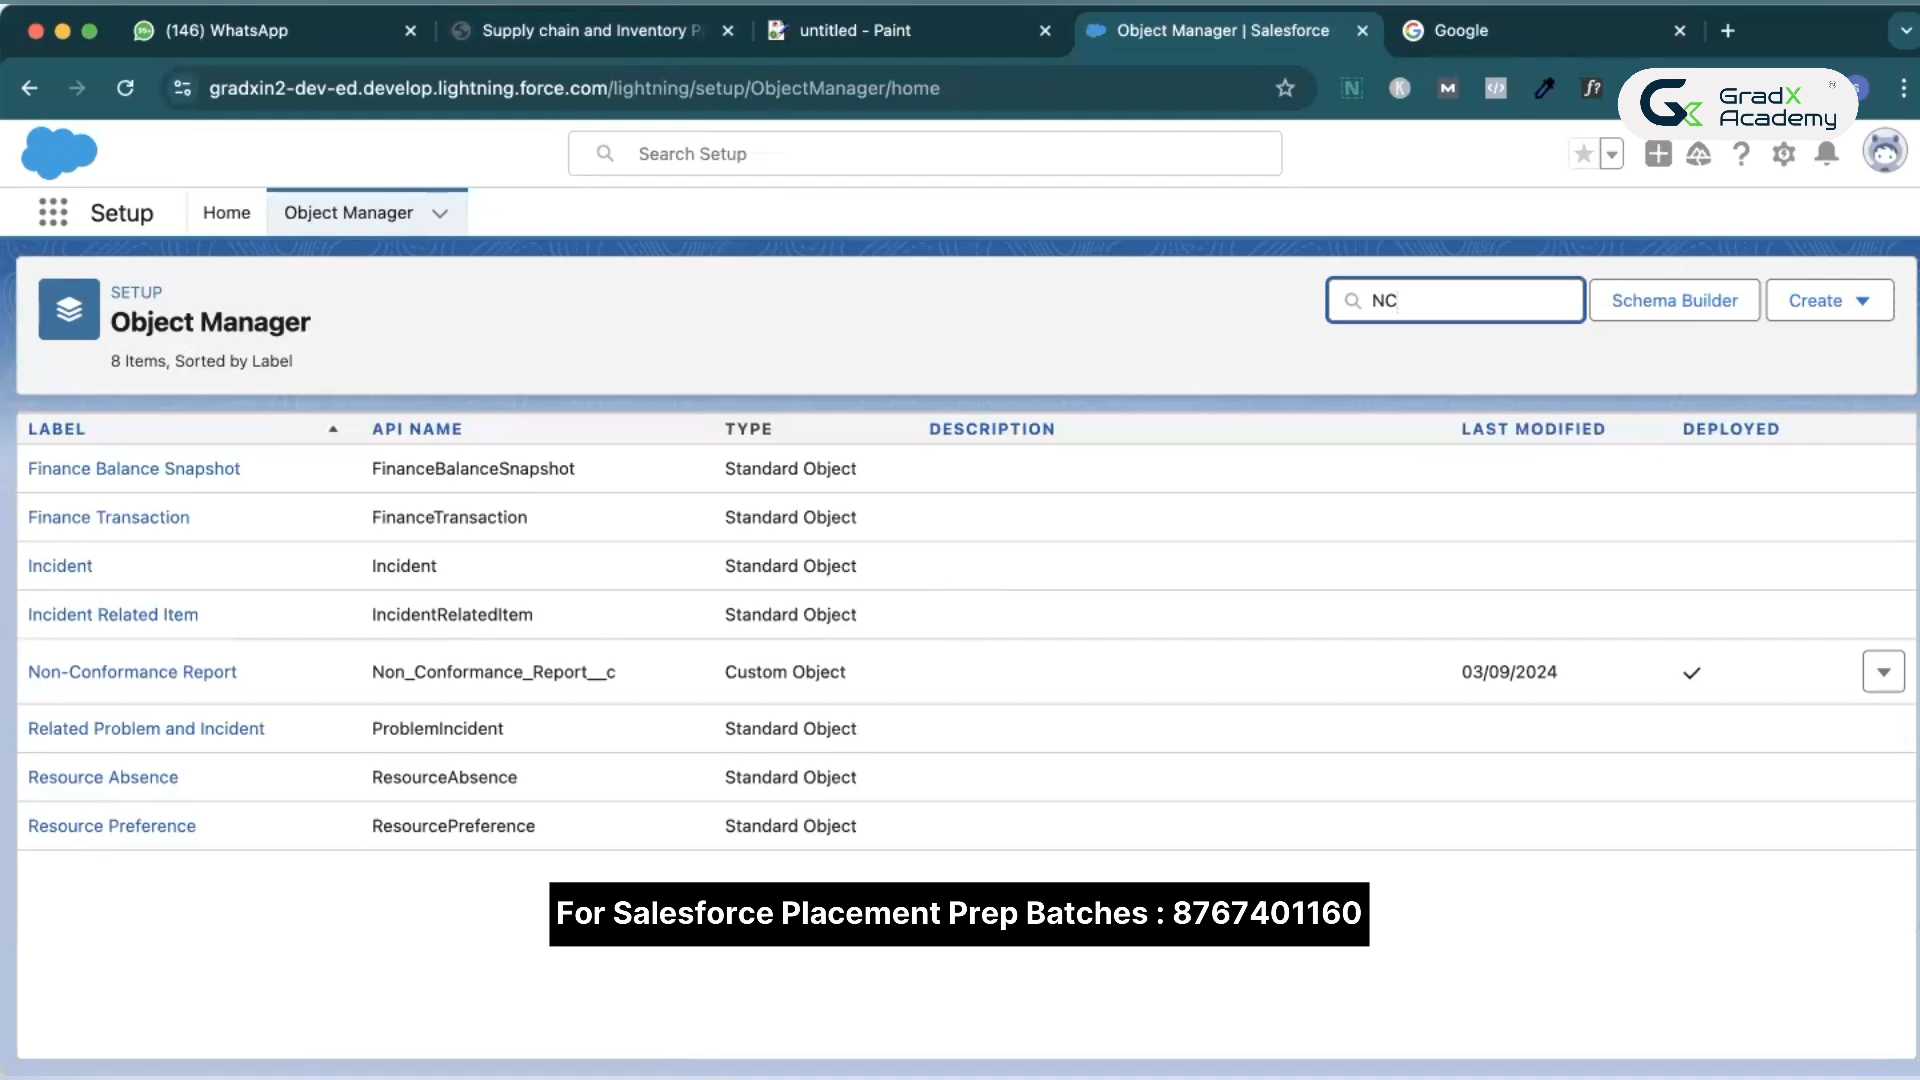 (146) WhatsApp
Supply chain and Inventory P
untitled - Paint
Object Manager | Salesforce
Google
gradxin2-dev-ed.develop.lightning.force.com/lightning/setup/ObjectManager/home
GradX
Academy
Search Setup
Setup
Home
Object Manager
SETUP
Object Manager
8 Items, Sorted by Label
NC
Schema Builder
Create
LABEL API NAME TYPE DESCRIPTION LAST MODIFIED DEPLOYED
Finance Balance Snapshot FinanceBalanceSnapshot Standard Object
Finance Transaction FinanceTransaction Standard Object
Incident Incident Standard Object
Incident Related Item IncidentRelatedItem Standard Object
Non-Conformance Report Non_Conformance_Report__c Custom Object 03/09/2024
Related Problem and Incident ProblemIncident Standard Object
Resource Absence ResourceAbsence Standard Object
Resource Preference ResourcePreference Standard Object
For Salesforce Placement Prep Batches : 8767401160